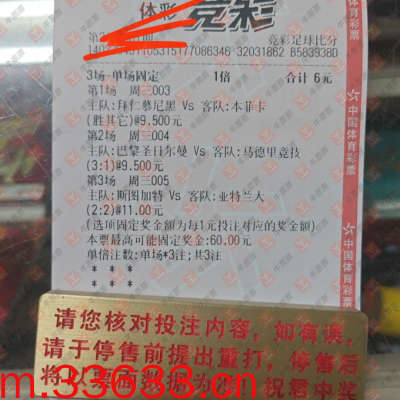 体彩 竞彩
竞彩足球比分
32031862 85839380
3场-单场固定 1倍 合计 6元
第1场 周三003
主队:拜仁慕尼黑 Vs 客队:本菲卡
(胜其它)@9.500元
第2场 周三004
主队:巴黎圣日尔曼 Vs 客队:马德里竞技
(3:1)@9.500元
第3场 周三005
主队:斯图加特 Vs 客队:亚特兰大
(2:2)@11.00元
(选项固定奖金额为每1元投注对应的奖金额)
本票最高可能固定奖金:60.00元
单倍注数:单场*3注;共3注
* * *
* * *
中国体育彩票
中国体育彩票
请您核对投注内容，如有误，
请于停售前提出重打，停售后
m.33638.cn